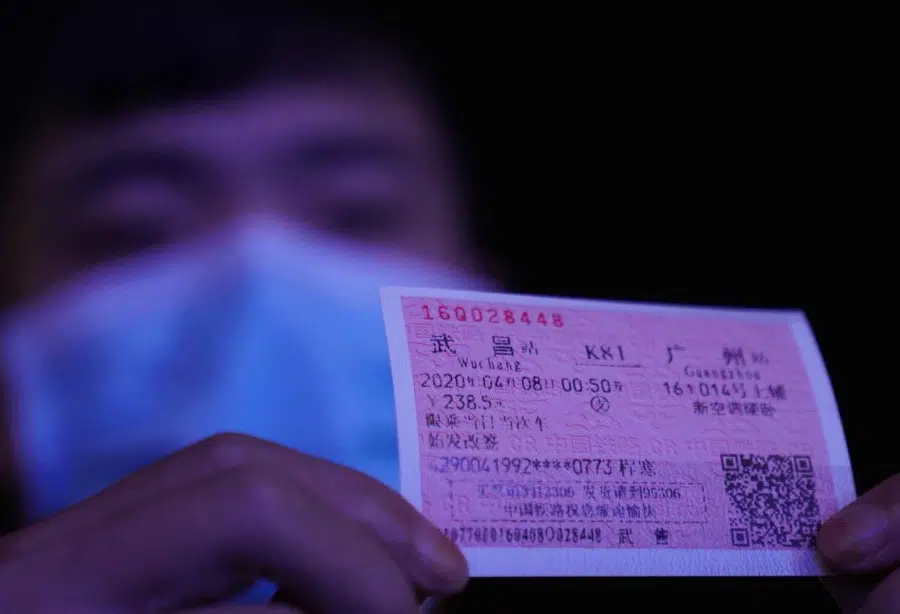 16Q028448
武昌站 K81 广州站
Wuchang Guangzhou
2020年04月08日00:50开 16车014号上铺
￥238.5元 新空调硬卧
限乘当日当次车
始发改签
4290041992****0773 程
买票请到12306 发货请到95306
中国铁路祝您旅途愉快
028448 武昌售